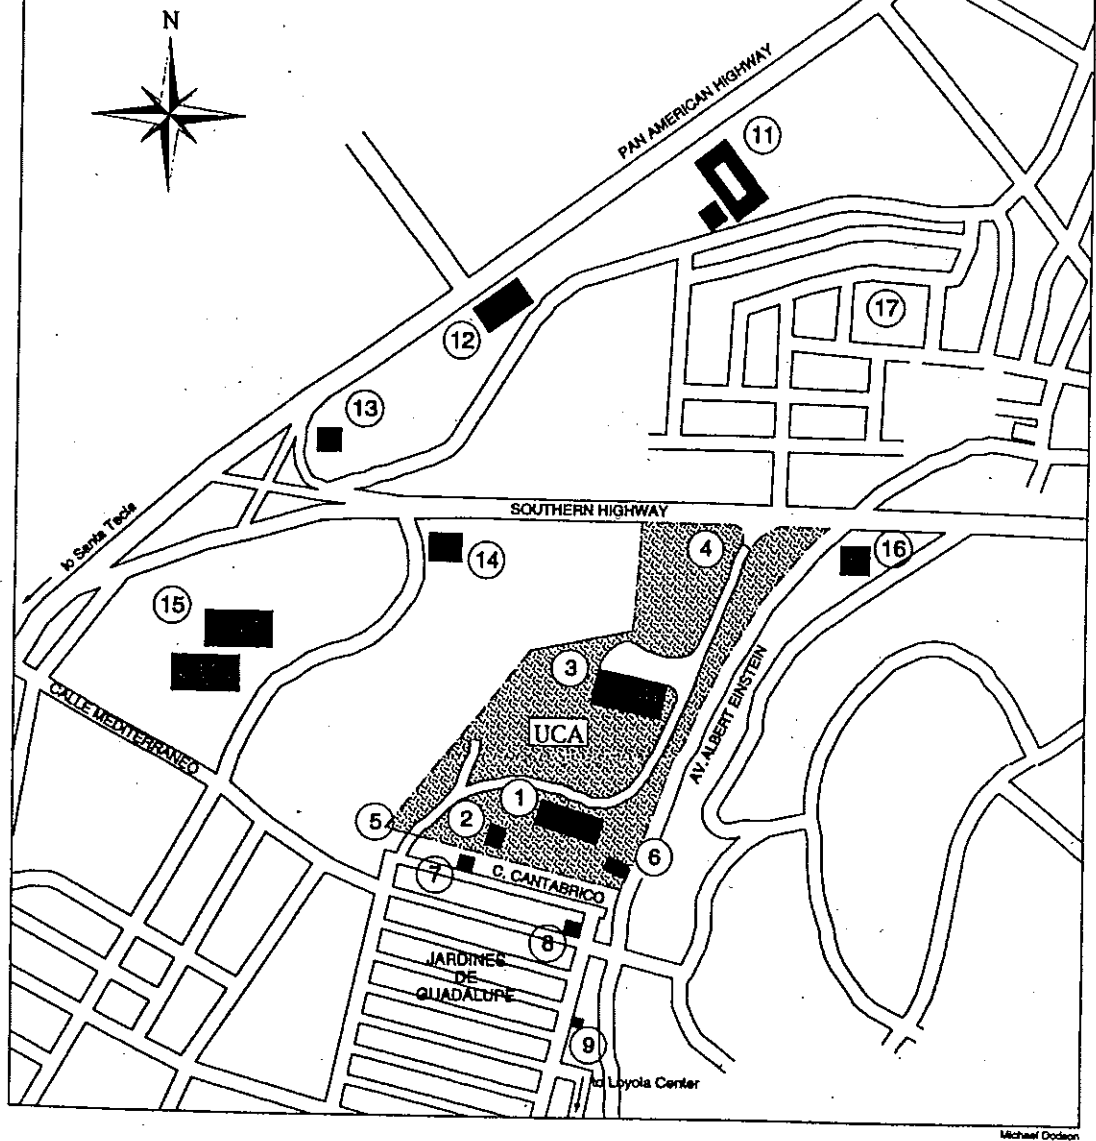 N
PAN AMERICAN HIGHWAY
11
17
12
13
to Santa Tecla
SOUTHERN HIGHWAY
14
4
16
15
3
CALLE MEDITERRANEO
UCA
AV. ALBERT EINSTEIN
1
2
5
6
7
C. CANTABRICO
8
JARDINES
DE
GUADALUPE
9
to Loyola Center
Michael Dodson